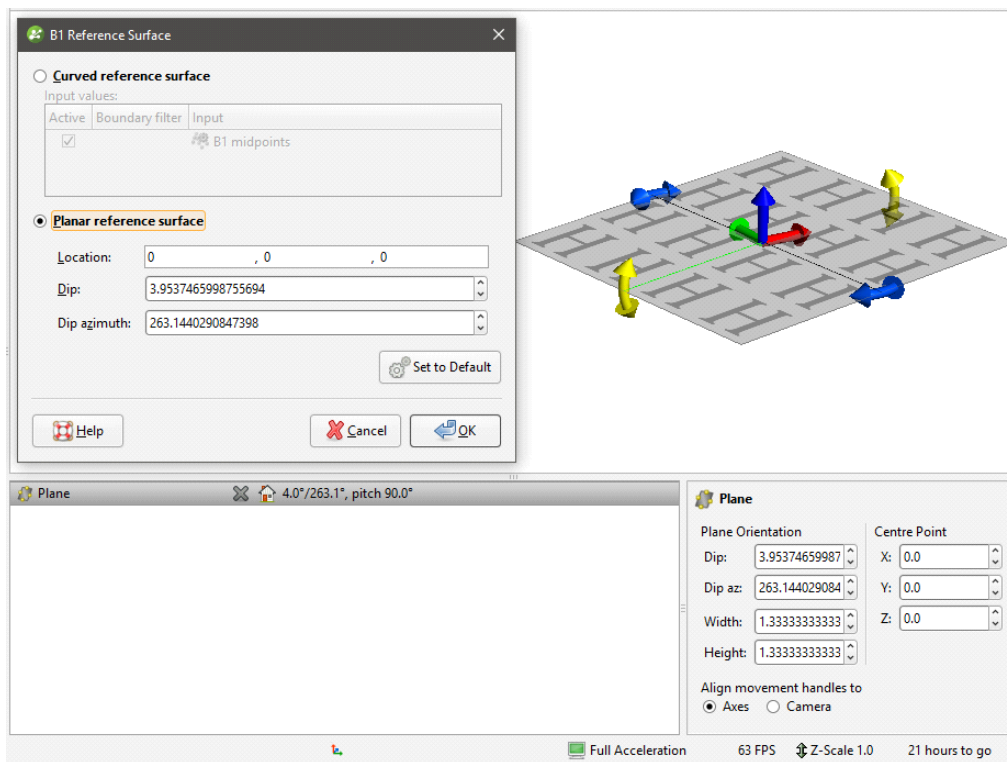 B1 Reference Surface
Curved reference surface
Input values:
Active Boundary filter Input
B1 midpoints
Planar reference surface
Location: 0 , 0 , 0
Dip: 3.9537465998755694
Dip azimuth: 263.1440290847398
Set to Default
Help Cancel OK
H H H H
H H H H
H H H H
H H H H
Plane 4.0°/263.1°, pitch 90.0°
Plane
Plane Orientation Centre Point
Dip: 3.95374659987 X: 0.0
Dip az: 263.144029084 Y: 0.0
Width: 1.33333333333 Z: 0.0
Height: 1.33333333333
Align movement handles to
Axes Camera
Full Acceleration 63 FPS Z-Scale 1.0 21 hours to go